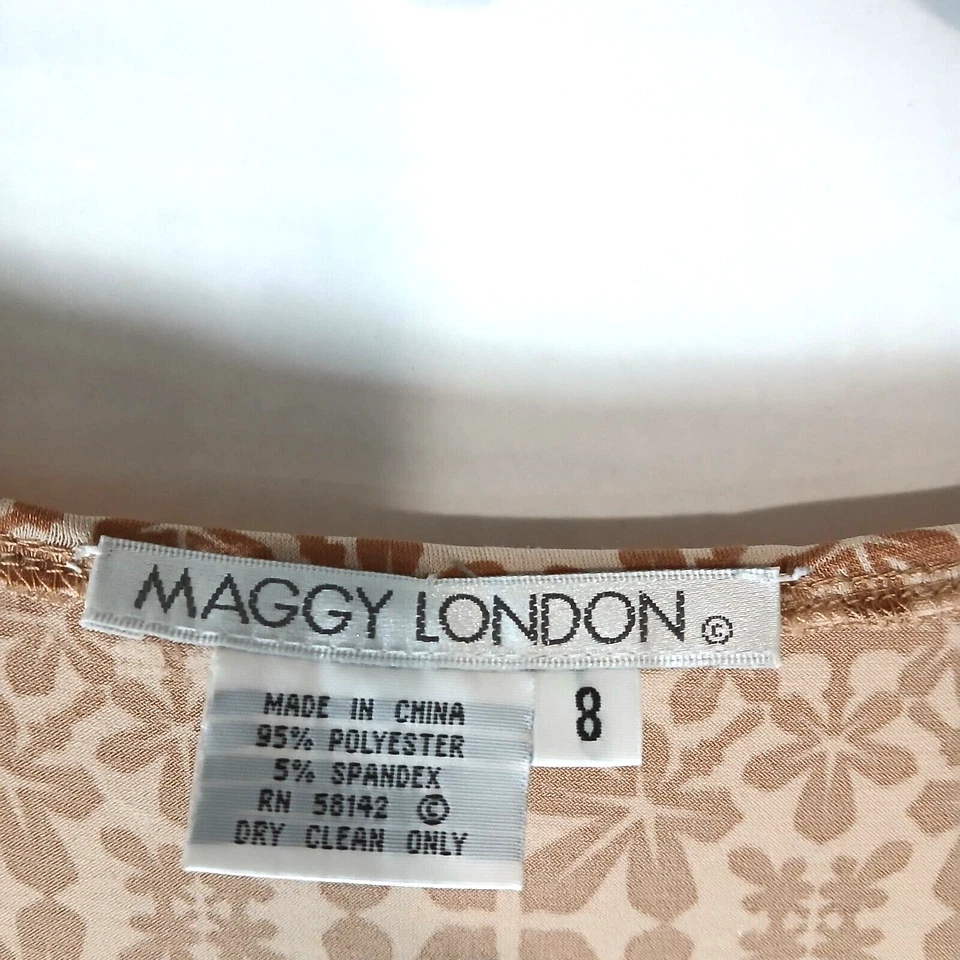 MAGGY LONDON ©
8
MADE IN CHINA
95% POLYESTER
5% SPANDEX
RN 58142 ©
DRY CLEAN ONLY